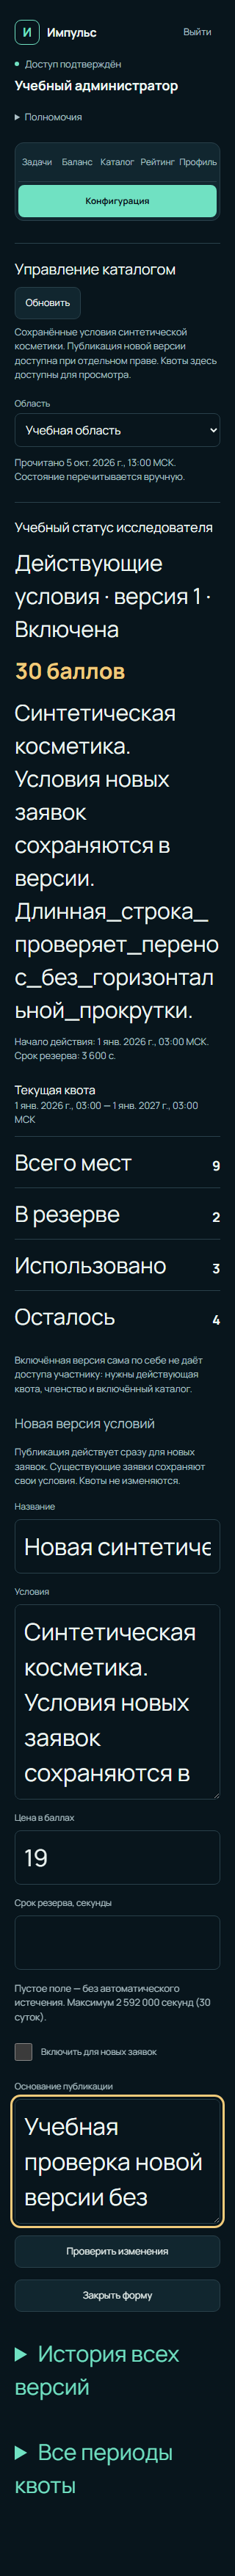 И Импульс Выйти
Доступ подтверждён
Учебный администратор
Полномочия
Задачи Баланс Каталог Рейтинг Профиль
Конфигурация
Управление каталогом
Обновить
Сохранённые условия синтетической
косметики. Публикация новой версии
доступна при отдельном праве. Квоты здесь
доступны для просмотра.
Область
Учебная область
Прочитано 5 окт. 2026 г., 13:00 МСК.
Состояние перечитывается вручную.
Учебный статус исследователя
Действующие
условия · версия 1 ·
Включена
30 баллов
Синтетическая
косметика.
Условия новых
заявок
сохраняются в
версии.
Длинная_строка_
проверяет_перено
с_без_горизонтал
ьной_прокрутки.
Начало действия: 1 янв. 2026 г., 03:00 МСК.
Срок резерва: 3 600 с.
Текущая квота
1 янв. 2026 г., 03:00 — 1 янв. 2027 г., 03:00
МСК
Всего мест 9
В резерве 2
Использовано 3
Осталось 4
Включённая версия сама по себе не даёт
доступа участнику: нужны действующая
квота, членство и включённый каталог.
Новая версия условий
Публикация действует сразу для новых
заявок. Существующие заявки сохраняют
свои условия. Квоты не изменяются.
Название
Новая синтетиче
Условия
Синтетическая
косметика.
Условия новых
заявок
сохраняются в
Цена в баллах
19
Срок резерва, секунды
Пустое поле — без автоматического
истечения. Максимум 2 592 000 секунд (30
суток).
Включить для новых заявок
Основание публикации
Учебная
проверка новой
версии без
Проверить изменения
Закрыть форму
История всех
версий
Все периоды
квоты